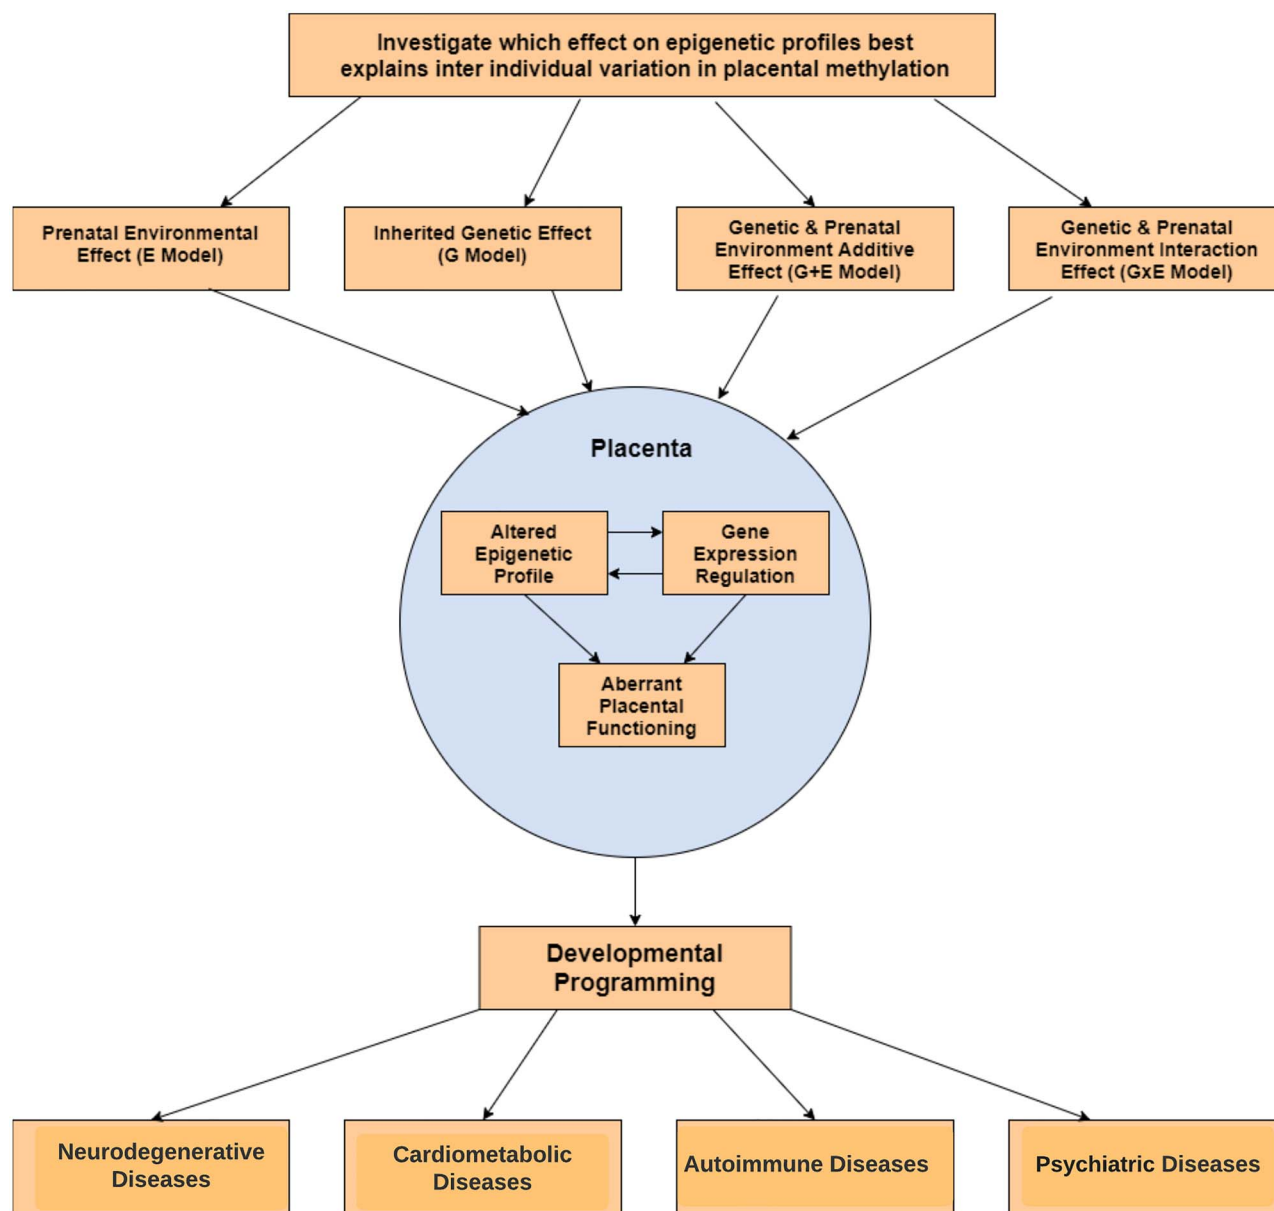 Investigate which effect on epigenetic profiles best
explains inter individual variation in placental methylation
Prenatal Environmental
Effect (E Model)
Inherited Genetic Effect
(G Model)
Genetic & Prenatal
Environment Additive
Effect (G+E Model)
Genetic & Prenatal
Environment Interaction
Effect (GxE Model)
Placenta
Altered
Epigenetic
Profile
Gene
Expression
Regulation
Aberrant
Placental
Functioning
Developmental
Programming
Neurodegenerative
Diseases
Cardiometabolic
Diseases
Autoimmune Diseases
Psychiatric Diseases